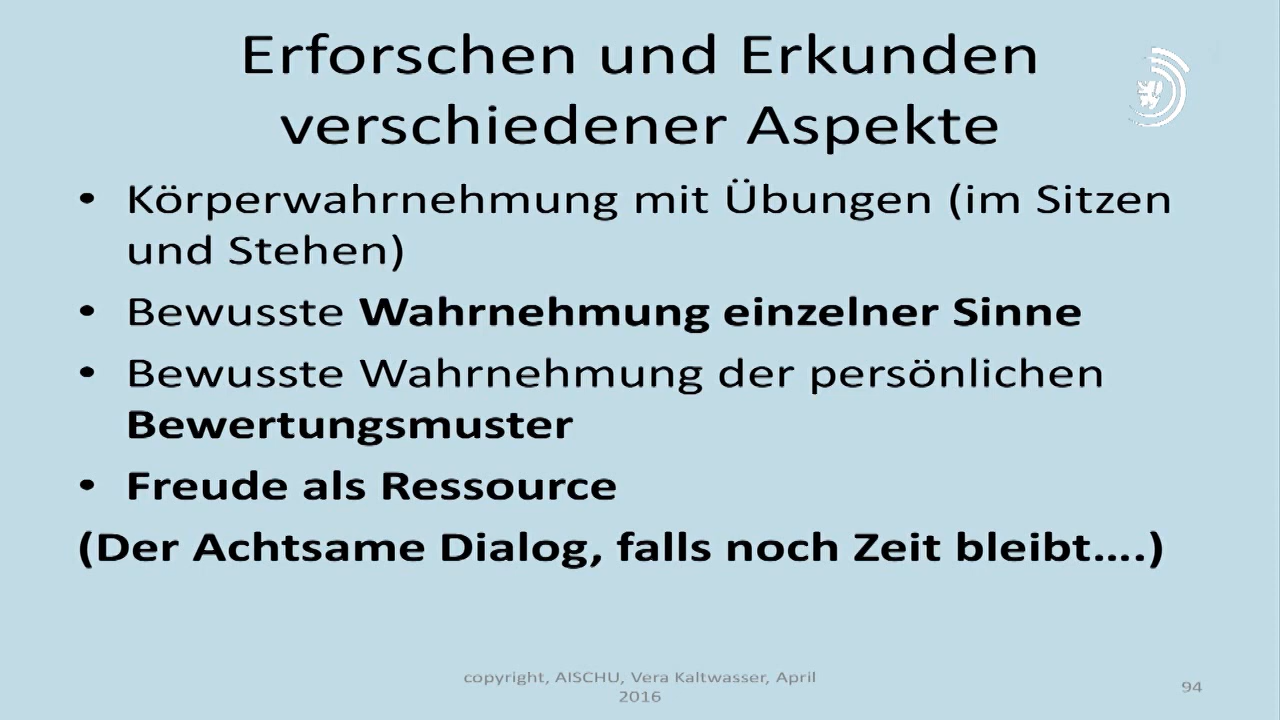 Erforschen und Erkunden
verschiedener Aspekte
• Körperwahrnehmung mit Übungen (im Sitzen
und Stehen)
• Bewusste Wahrnehmung einzelner Sinne
• Bewusste Wahrnehmung der persönlichen
Bewertungsmuster
• Freude als Ressource
(Der Achtsame Dialog, falls noch Zeit bleibt....)
copyright, AISCHU, Vera Kaltwasser, April
2016
94